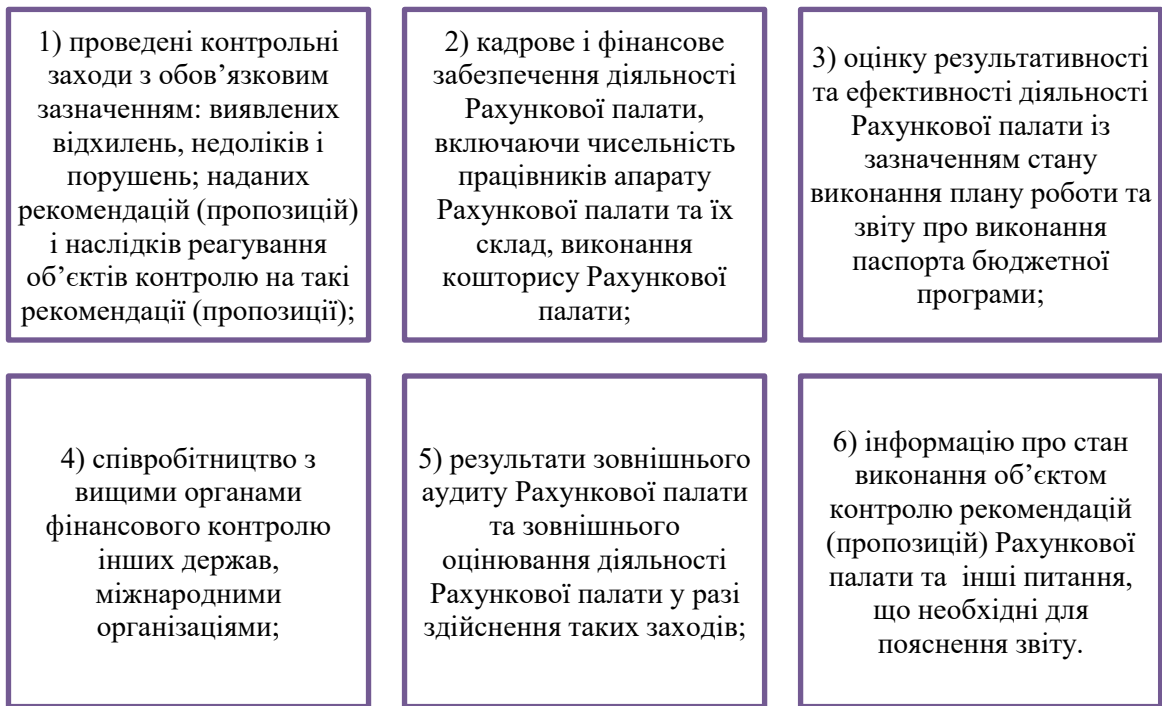 1) проведені контрольні
заходи з обов’язковим
зазначенням: виявлених
відхилень, недоліків і
порушень; наданих
рекомендацій (пропозицій)
і наслідків реагування
об’єктів контролю на такі
рекомендації (пропозиції);
2) кадрове і фінансове
забезпечення діяльності
Рахункової палати,
включаючи чисельність
працівників апарату
Рахункової палати та їх
склад, виконання
кошторису Рахункової
палати;
3) оцінку результативності
та ефективності діяльності
Рахункової палати із
зазначенням стану
виконання плану роботи та
звіту про виконання
паспорта бюджетної
програми;
4) співробітництво з
вищими органами
фінансового контролю
інших держав,
міжнародними
організаціями;
5) результати зовнішнього
аудиту Рахункової палати
та зовнішнього
оцінювання діяльності
Рахункової палати у разі
здійснення таких заходів;
6) інформацію про стан
виконання об’єктом
контролю рекомендацій
(пропозицій) Рахункової
палати та  інші питання,
що необхідні для
пояснення звіту.